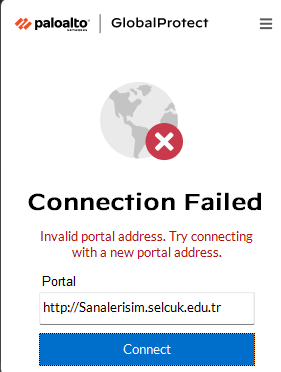 paloalto NETWORKS GlobalProtect
Connection Failed
Invalid portal address. Try connecting
with a new portal address.
Portal
http://Sanalerisim.selcuk.edu.tr
Connect